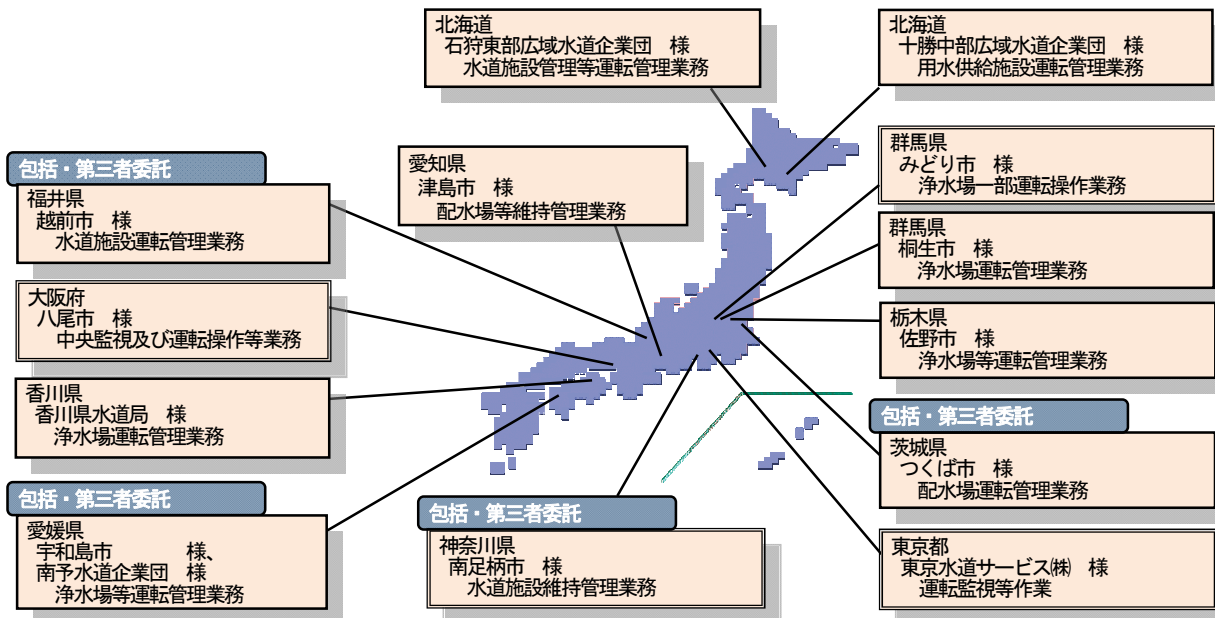 北海道
石狩東部広域水道企業団　様
水道施設管理等運転管理業務
北海道
十勝中部広域水道企業団　様
用水供給施設運転管理業務
愛知県
津島市　様
配水場等維持管理業務
群馬県
みどり市　様
浄水場一部運転操作業務
包括・第三者委託
福井県
越前市　様
水道施設運転管理業務
群馬県
桐生市　様
浄水場運転管理業務
大阪府
八尾市　様
中央監視及び運転操作等業務
栃木県
佐野市　様
浄水場等運転管理業務
香川県
香川県水道局　様
浄水場運転管理業務
包括・第三者委託
茨城県
つくば市　様
配水場運転管理業務
包括・第三者委託
愛媛県
宇和島市　　　　様、
南予水道企業団　様
浄水場等運転管理業務
包括・第三者委託
神奈川県
南足柄市　様
水道施設維持管理業務
東京都
東京水道サービス㈱　様
運転監視等作業